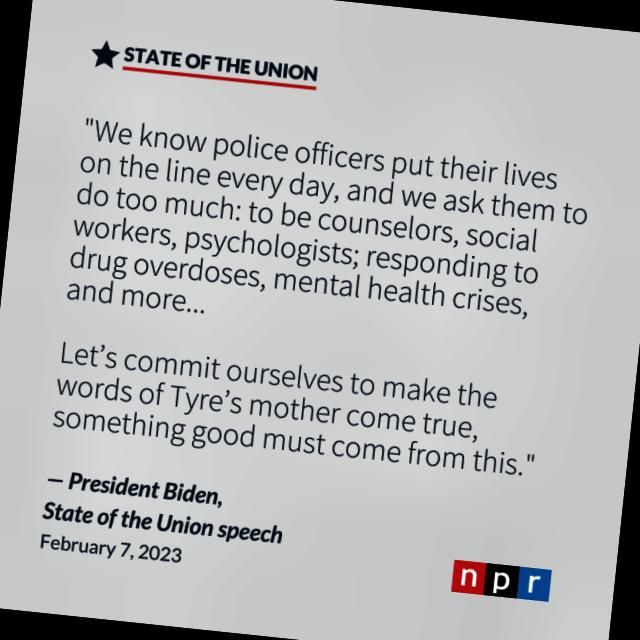 STATE OF THE UNION
"We know police officers put their lives
on the line every day, and we ask them to
do too much: to be counselors, social
workers, psychologists; responding to
drug overdoses, mental health crises,
and more...
Let’s commit ourselves to make the
words of Tyre’s mother come true,
something good must come from this."
— President Biden,
State of the Union speech
February 7, 2023
npr